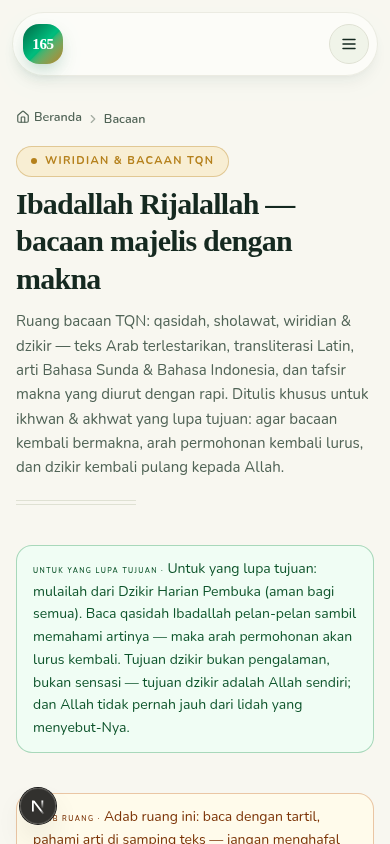 165
Beranda > Bacaan
WIRIDIAN & BACAAN TQN
Ibadallah Rijalallah —
bacaan majelis dengan
makna
Ruang bacaan TQN: qasidah, sholawat, wiridian &
dzikir — teks Arab terlestarikan, transliterasi Latin,
arti Bahasa Sunda & Bahasa Indonesia, dan tafsir
makna yang diurut dengan rapi. Ditulis khusus untuk
ikhwan & akhwat yang lupa tujuan: agar bacaan
kembali bermakna, arah permohonan kembali lurus,
dan dzikir kembali pulang kepada Allah.
UNTUK YANG LUPA TUJUAN · Untuk yang lupa tujuan:
mulailah dari Dzikir Harian Pembuka (aman bagi
semua). Baca qasidah Ibadallah pelan-pelan sambil
memahami artinya — maka arah permohonan akan
lurus kembali. Tujuan dzikir bukan pengalaman,
bukan sensasi — tujuan dzikir adalah Allah sendiri;
dan Allah tidak pernah jauh dari lidah yang
menyebut-Nya.
N
RUANG · Adab ruang ini: baca dengan tartil,
pahami arti di samping teks — jangan menghafal